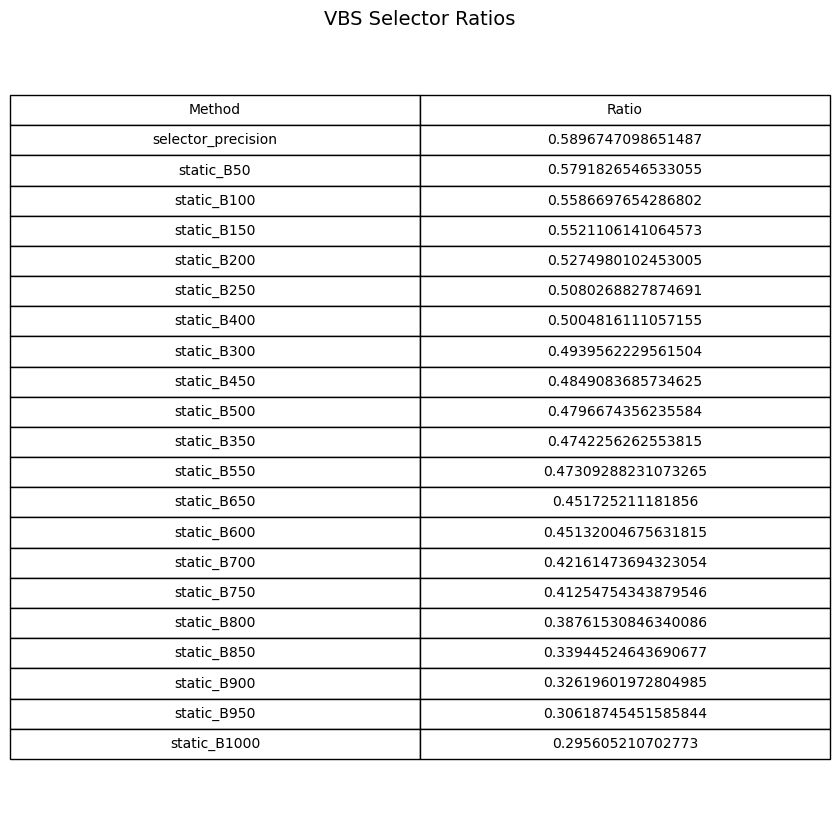 VBS Selector Ratios
Method Ratio
selector_precision 0.5896747098651487
static_B50 0.5791826546533055
static_B100 0.5586697654286802
static_B150 0.5521106141064573
static_B200 0.5274980102453005
static_B250 0.5080268827874691
static_B400 0.5004816111057155
static_B300 0.4939562229561504
static_B450 0.4849083685734625
static_B500 0.4796674356235584
static_B350 0.4742256262553815
static_B550 0.47309288231073265
static_B650 0.451725211181856
static_B600 0.45132004675631815
static_B700 0.42161473694323054
static_B750 0.41254754343879546
static_B800 0.38761530846340086
static_B850 0.33944524643690677
static_B900 0.32619601972804985
static_B950 0.30618745451585844
static_B1000 0.295605210702773